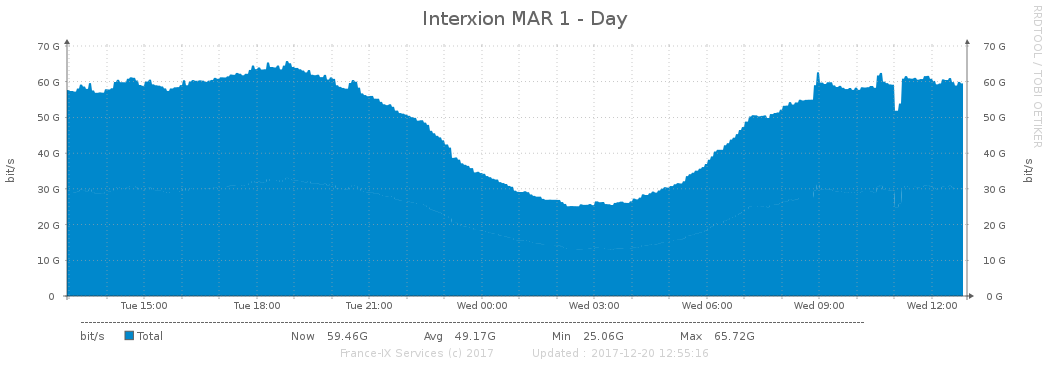 Interxion MAR 1 - Day
RRDTOOL / TOBI OETIKER
70 G 70 G
60 G 60 G
50 G 50 G
40 G 40 G
30 G 30 G
20 G 20 G
10 G 10 G
0 0 G
bit/s bit/s
Tue 15:00 Tue 18:00 Tue 21:00 Wed 00:00 Wed 03:00 Wed 06:00 Wed 09:00 Wed 12:00
bit/s Total Now 59.46G Avg 49.17G Min 25.06G Max 65.72G
France-IX Services (c) 2017 Updated : 2017-12-20 12:55:16